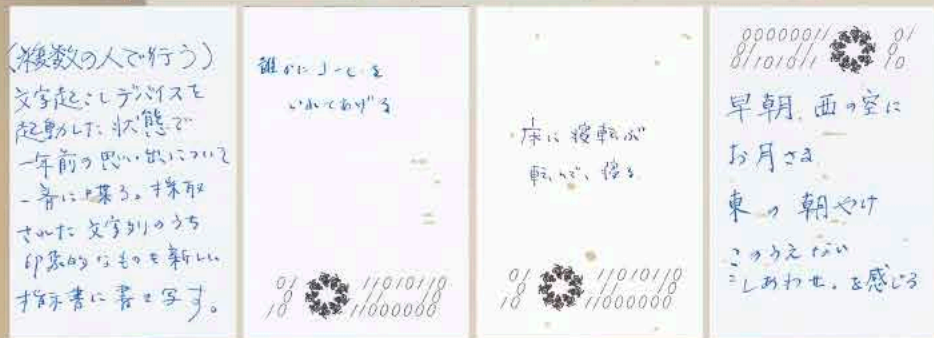 (複数の人で行う)
文字起こしデバイスを
起動した状態で
一年前の思い出について
一斉に喋る。採取
された文字列のうち
印象的なものを新しい
指示書に書き写す。
誰かにコーヒーを
いれてあげる
01
0 11010110
10 11000000
床に寝転ぶ
転んで、寝る
01
0 11010110
10 11000000
00000011 01
0 0
01101011 10
早朝、西の空に
お月さま
東の朝やけ
このうえない
しあわせ。を感じる